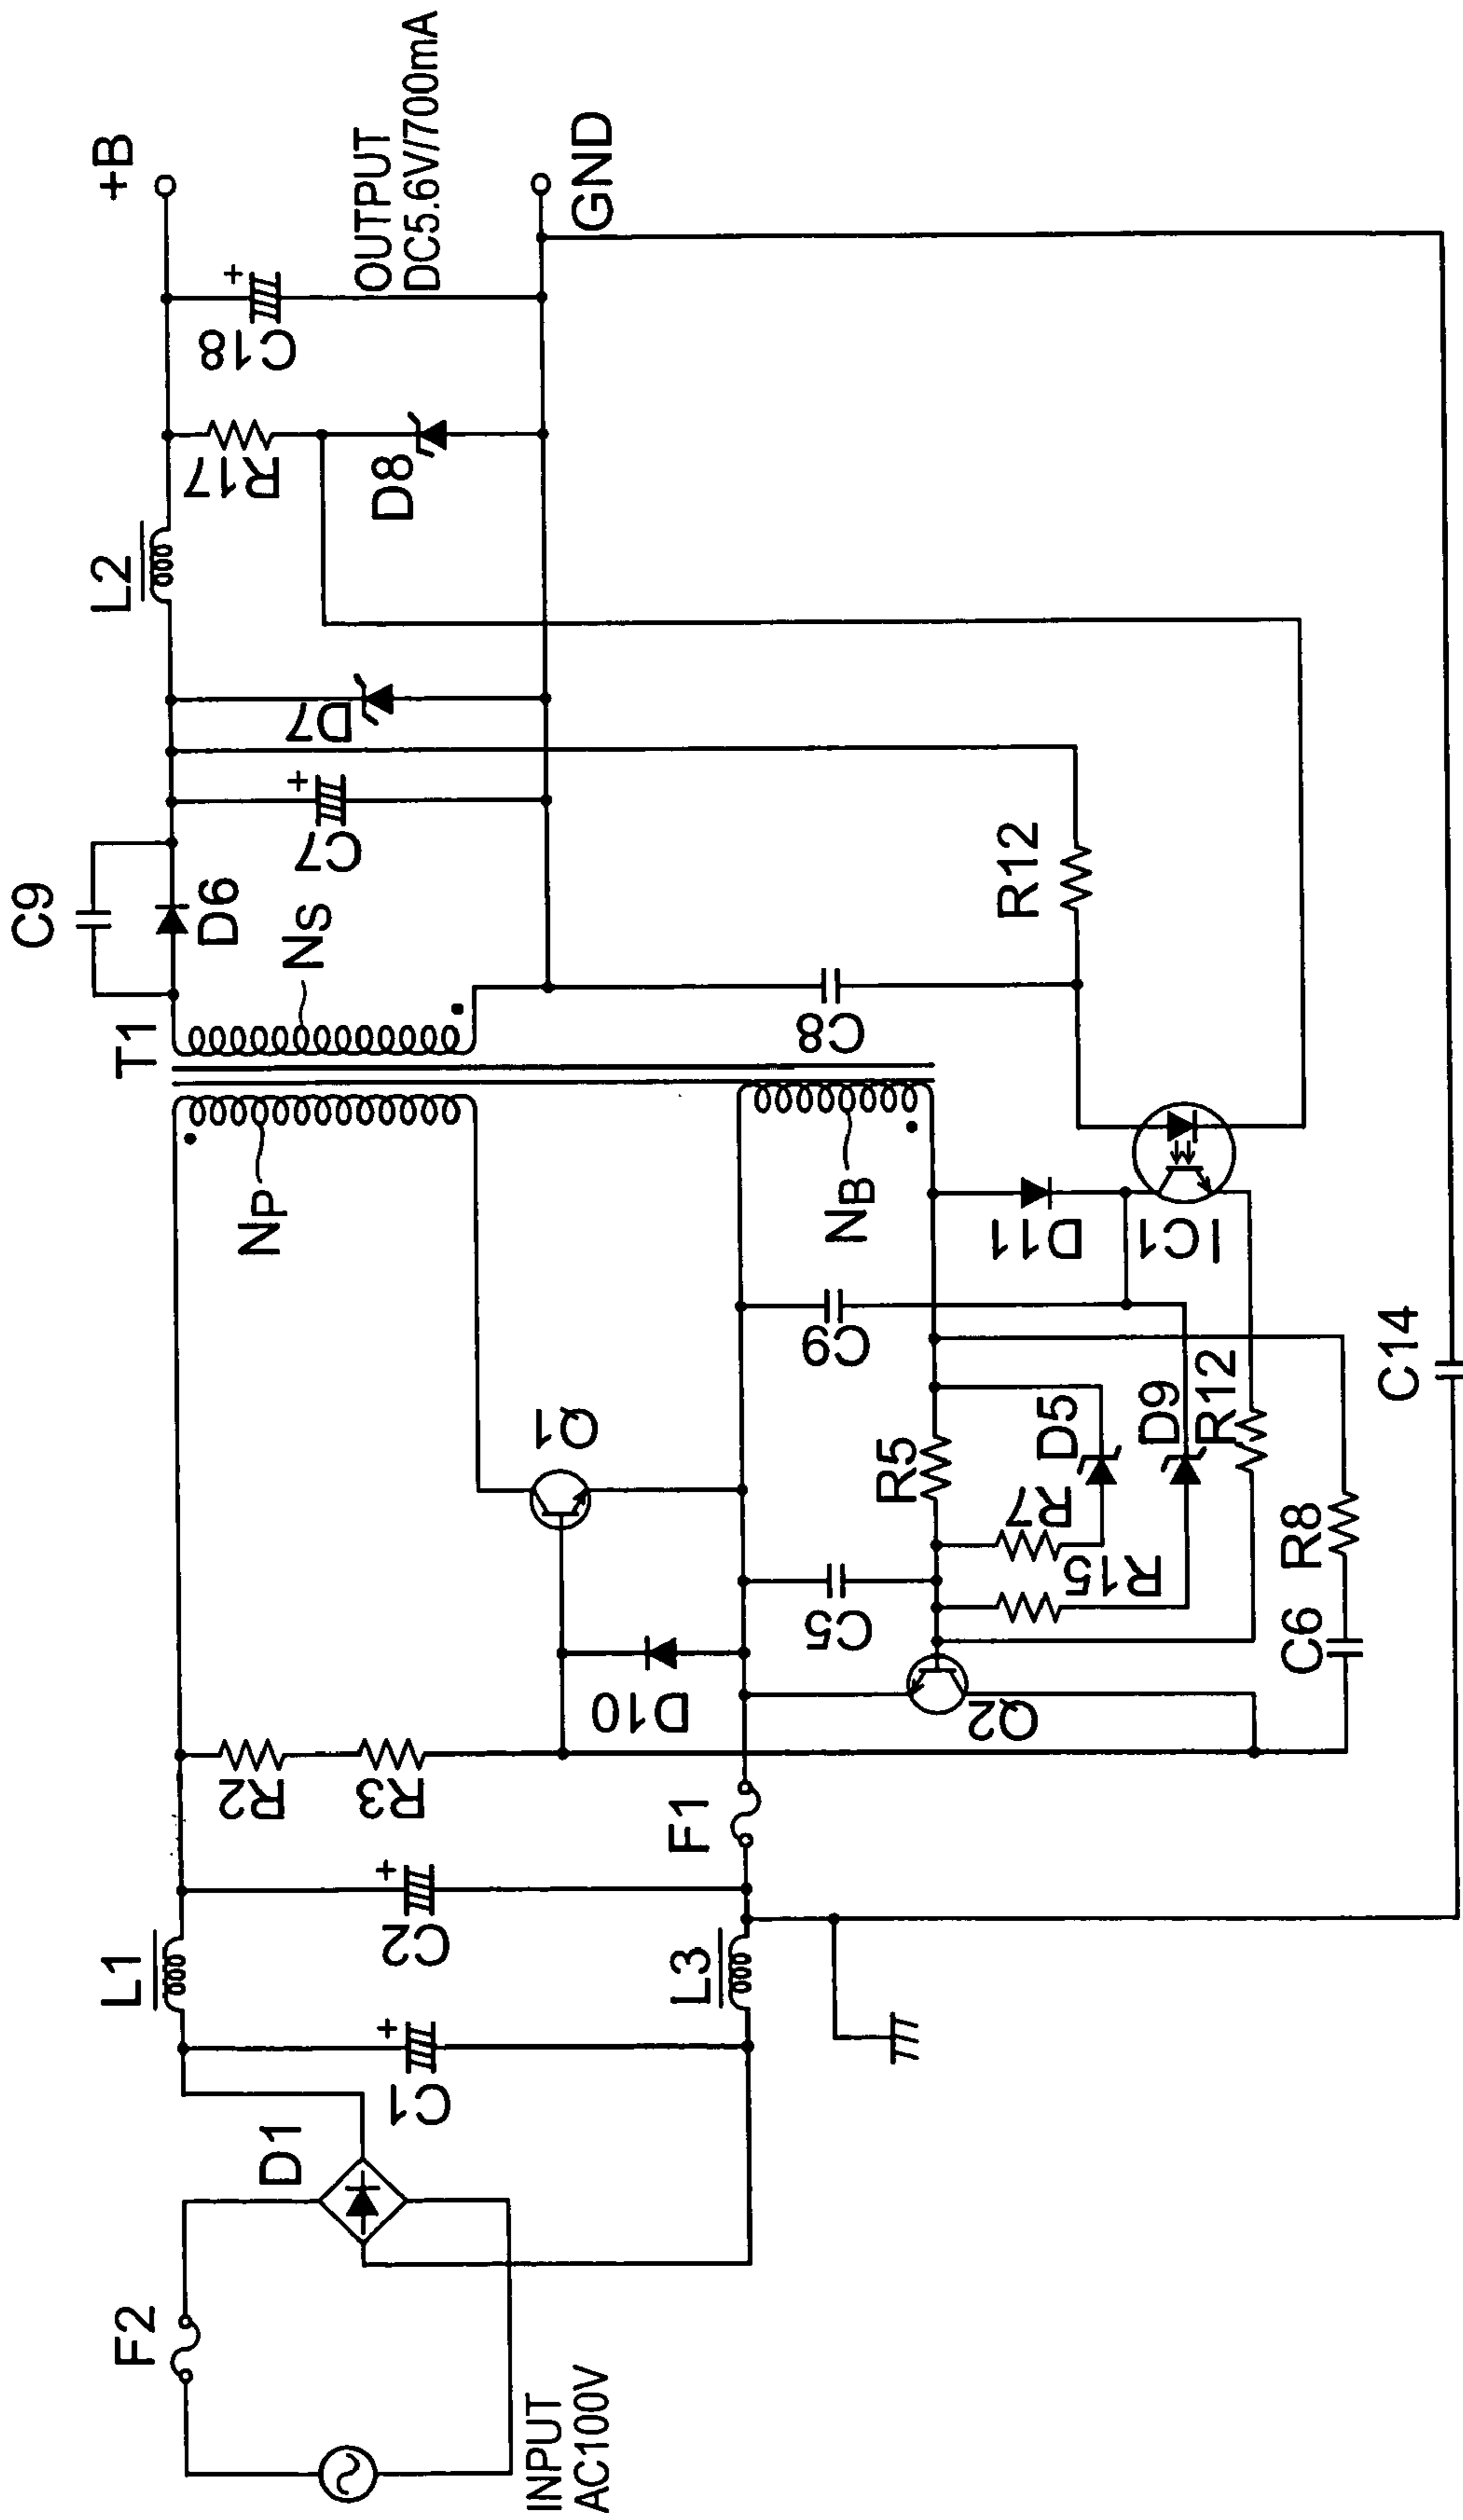 C9
T1
L2
+B
F2
L1
D6
D1
R2
NP
NS
C7
D7
R17
C18
OUTPUT
DC5.6V/700mA
C1
C2
R3
D8
INPUT
AC100V
Q1
GND
L3
F1
D10
C5
C9
NB
C8
R5
Q2
R7
D5
D11
R12
R15
D9
IC1
R12
C6
R8
C14